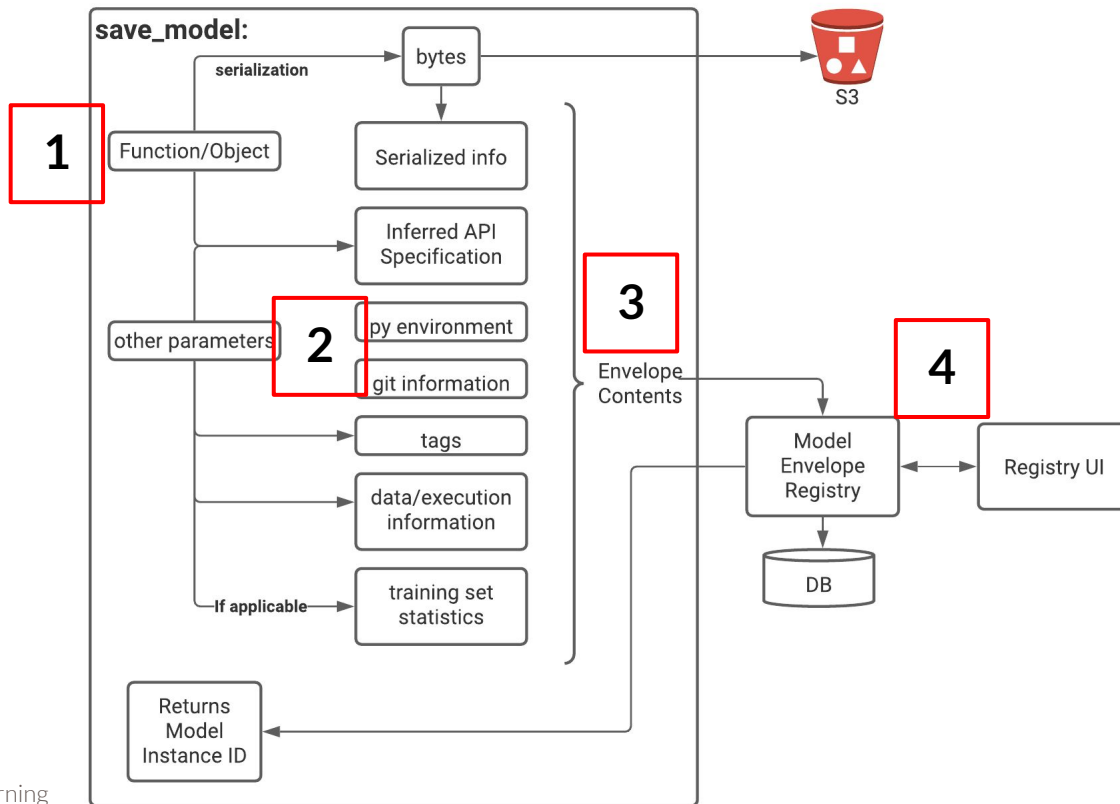 save_model:
bytes
serialization
S3
1
Function/Object
Serialized info
Inferred API
Specification
3
2
py environment
other parameters
git information
Envelope
Contents
4
tags
Model
Envelope
Registry
Registry UI
data/execution
information
DB
If applicable
training set
statistics
Returns
Model
Instance ID
rning